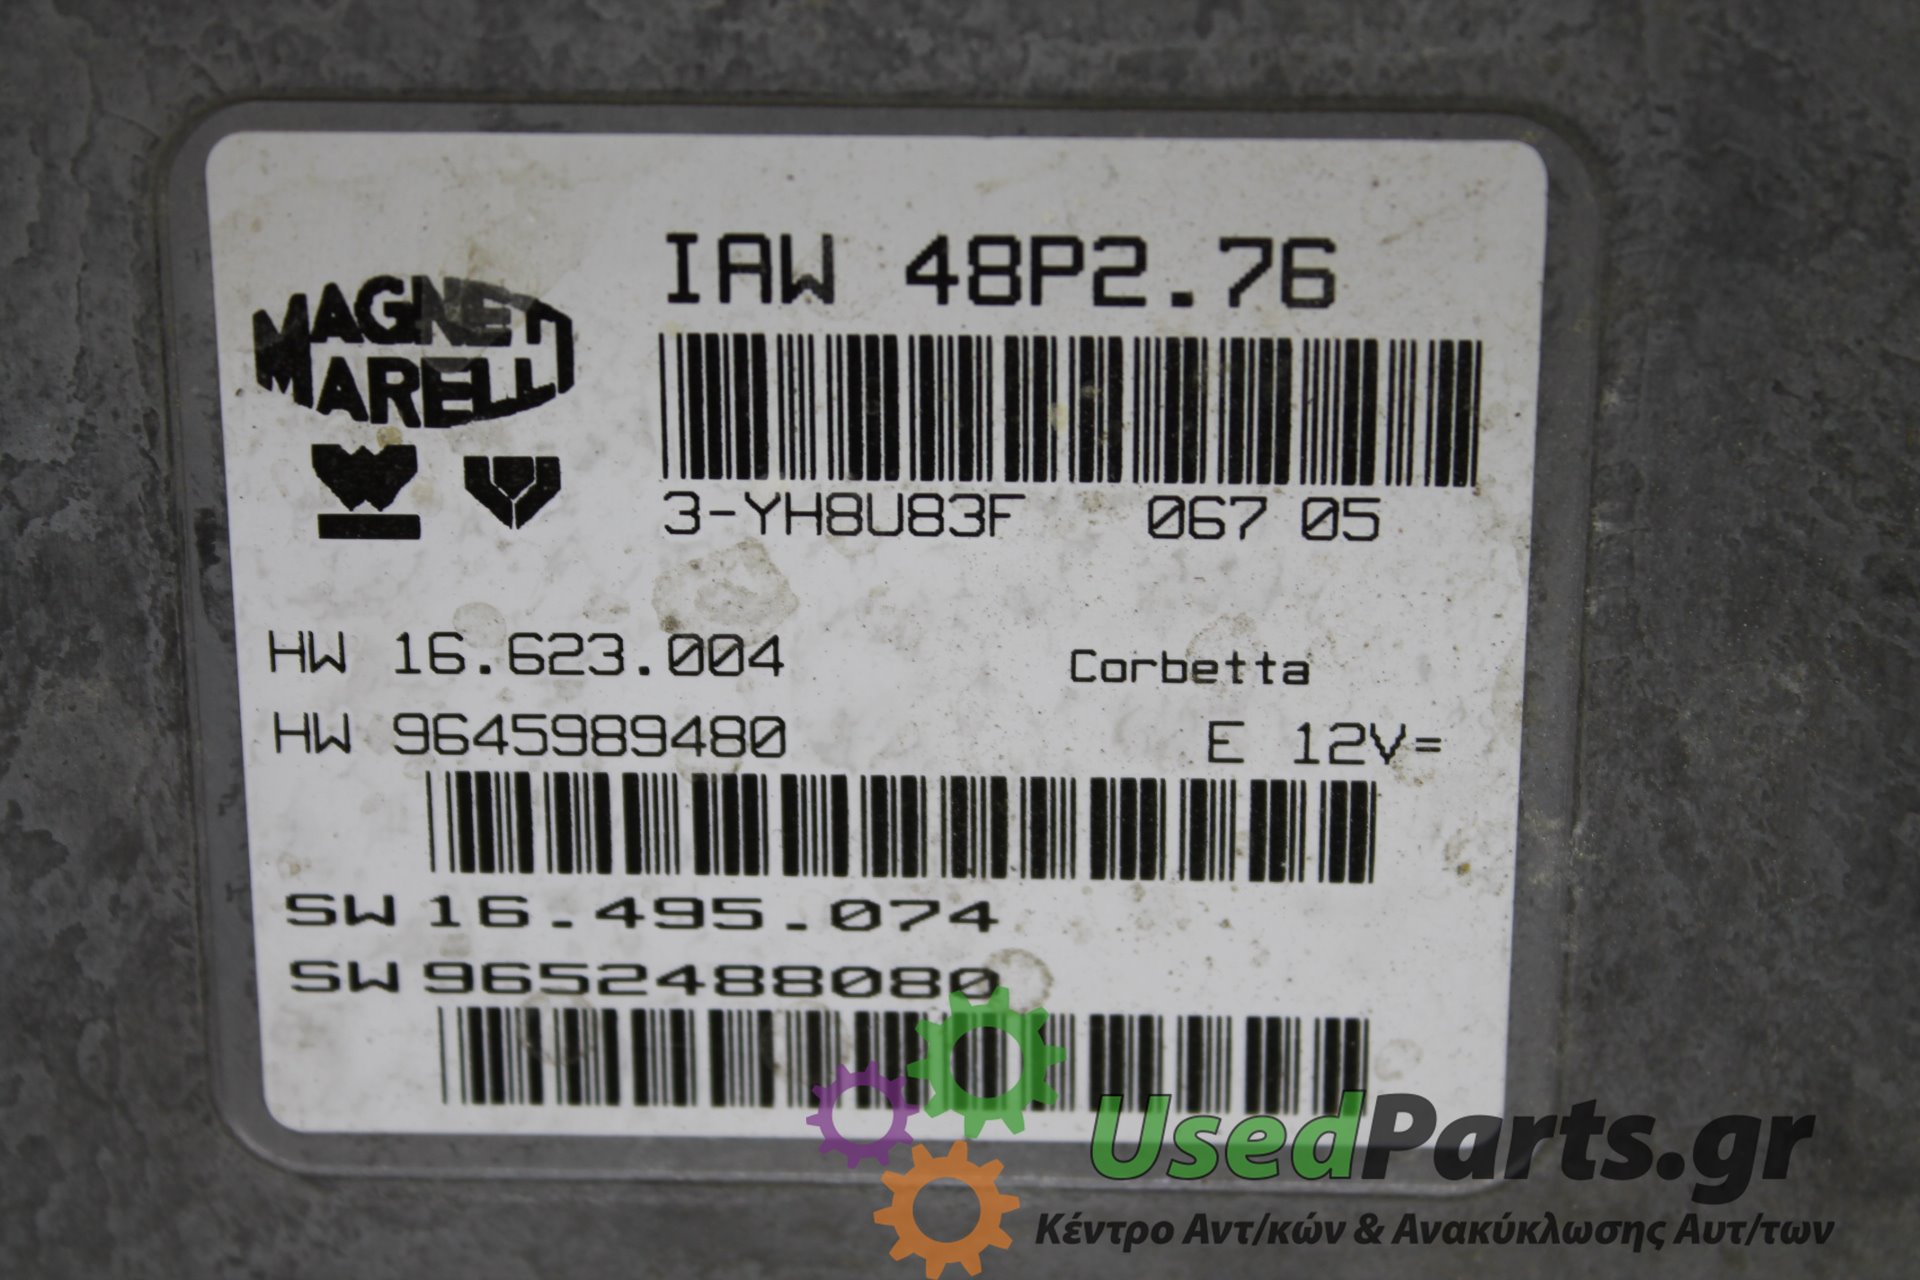 IAW 48P2.76
MAGNETI
MARELLI
3-YH8U83F 067 05
HW 16.623.004 Corbetta
HW 9645989480 E 12V=
SW 16.495.074
SW 9652488080
UsedParts.gr
Κέντρο Αντ/κών & Ανακύκλωσης Αυτ/των